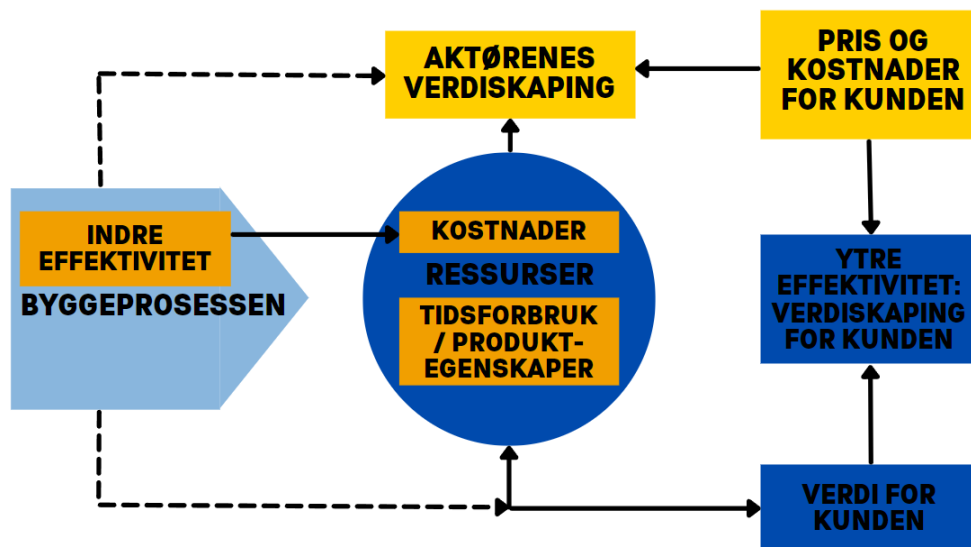 AKTØRENES
VERDISKAPING
PRIS OG
KOSTNADER
FOR KUNDEN
INDRE
EFFEKTIVITET
BYGGEPROSESSEN
KOSTNADER
RESSURSER
TIDSFORBRUK
/ PRODUKT-
EGENSKAPER
YTRE
EFFEKTIVITET:
VERDISKAPING
FOR KUNDEN
VERDI FOR
KUNDEN